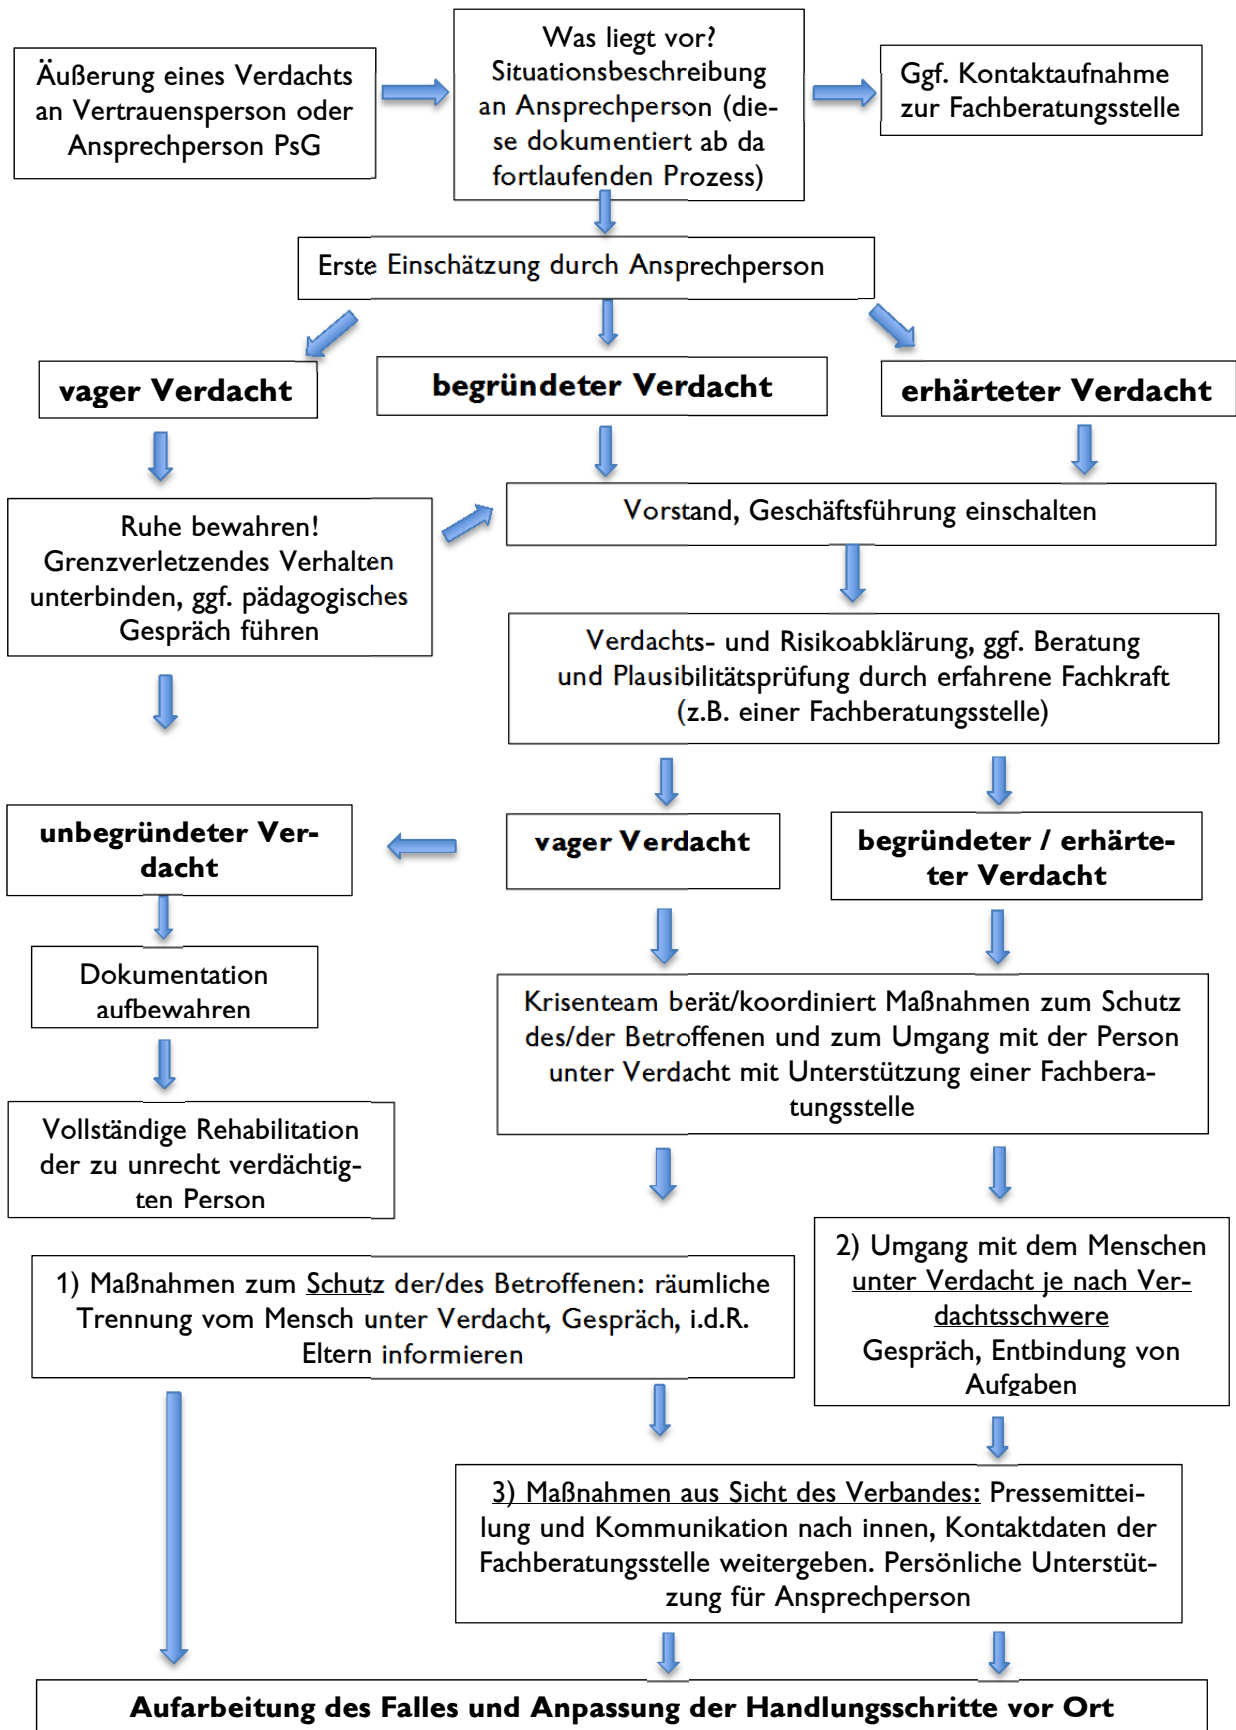 Äußerung eines Verdachts
an Vertrauensperson oder
Ansprechperson PsG
Was liegt vor?
Situationsbeschreibung
an Ansprechperson (die-
se dokumentiert ab da
fortlaufenden Prozess)
Ggf. Kontaktaufnahme
zur Fachberatungsstelle
Erste Einschätzung durch Ansprechperson
vager Verdacht
begründeter Verdacht
erhärteter Verdacht
Ruhe bewahren!
Grenzverletzendes Verhalten
unterbinden, ggf. pädagogisches
Gespräch führen
Vorstand, Geschäftsführung einschalten
Verdachts- und Risikoabklärung, ggf. Beratung
und Plausibilitätsprüfung durch erfahrene Fachkraft
(z.B. einer Fachberatungsstelle)
unbegründeter Ver-
dacht
vager Verdacht
begründeter / erhärte-
ter Verdacht
Dokumentation
aufbewahren
Krisenteam berät/koordiniert Maßnahmen zum Schutz
des/der Betroffenen und zum Umgang mit der Person
unter Verdacht mit Unterstützung einer Fachbera-
tungsstelle
Vollständige Rehabilitation
der zu unrecht verdächtig-
ten Person
1) Maßnahmen zum Schutz der/des Betroffenen: räumliche
Trennung vom Mensch unter Verdacht, Gespräch, i.d.R.
Eltern informieren
2) Umgang mit dem Menschen
unter Verdacht je nach Ver-
dachtsschwere
Gespräch, Entbindung von
Aufgaben
3) Maßnahmen aus Sicht des Verbandes: Pressemittei-
lung und Kommunikation nach innen, Kontaktdaten der
Fachberatungsstelle weitergeben. Persönliche Unterstüt-
zung für Ansprechperson
Aufarbeitung des Falles und Anpassung der Handlungsschritte vor Ort